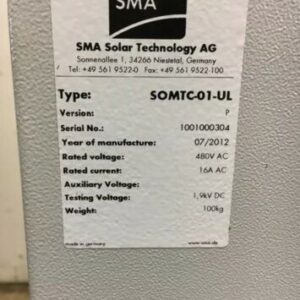 SMA
SMA Solar Technology AG
Sonnenallee 1, 34266 Niestetal, Germany
Tel: +49 561 9522-0 Fax: +49 561 9522 100
Type: SOMTC-01-UL
Version: P
Serial No.: 1001000304
Year of manufacture: 07/2012
Rated voltage: 480V AC
Rated current: 16A AC
Auxiliary Voltage: -
Testing Voltage: 1,9kV DC
Weight: 100kg
made in germany www.sma.de